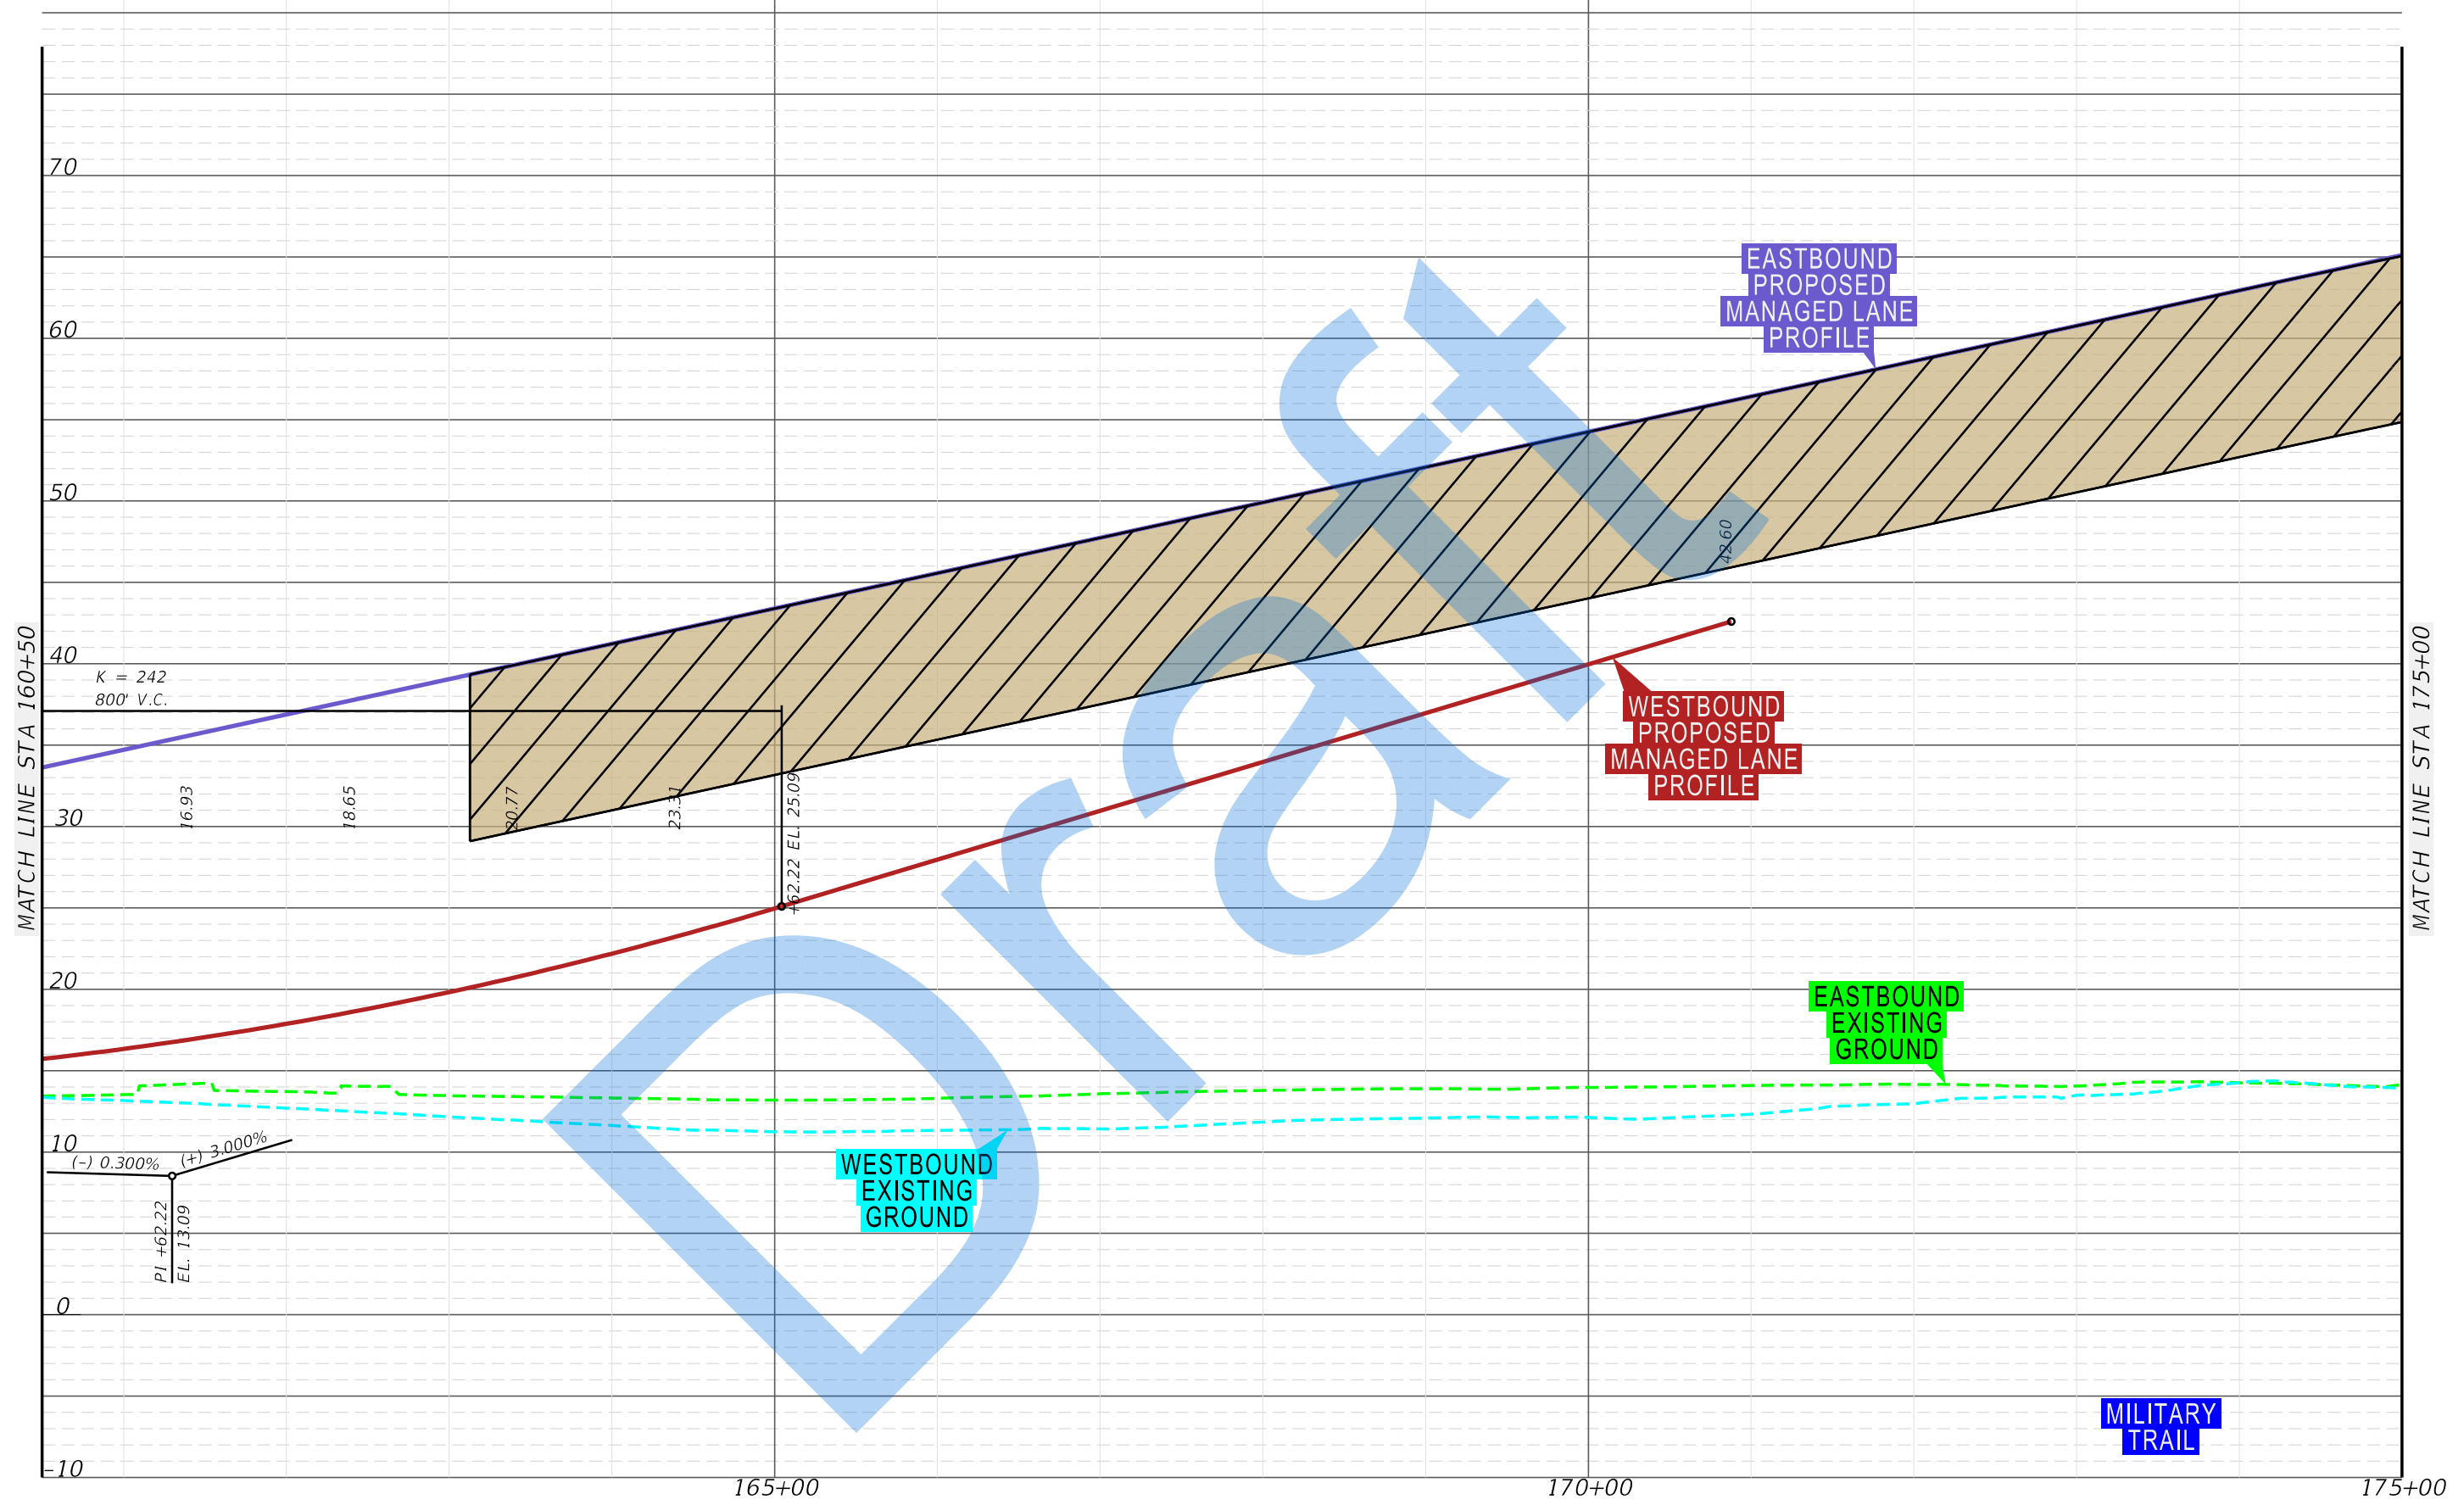 70
EASTBOUND
PROPOSED
MANAGED LANE
PROFILE
60
50
42.60
40
K = 242
800' V.C.
MATCH LINE STA 160+50
MATCH LINE STA 175+00
WESTBOUND
PROPOSED
MANAGED LANE
PROFILE
16.93
18.65
20.77
23.31
+62.22 EL. 25.09
30
Draft
20
EASTBOUND
EXISTING
GROUND
10
(-) 0.300%
(+) 3.000%
WESTBOUND
EXISTING
GROUND
PI +62.22
EL. 13.09
0
MILITARY
TRAIL
-10
165+00
170+00
175+00